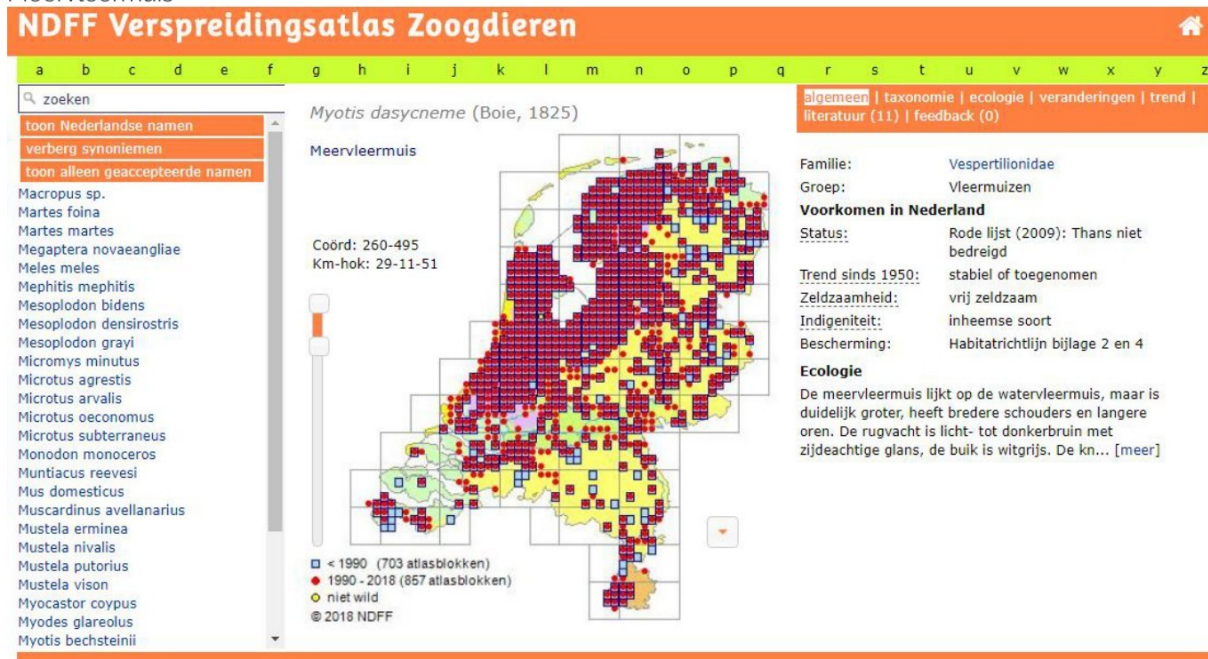 Meervleermuis
NDFF Verspreidingsatlas Zoogdieren
a b c d e f g h i j k l m n o p q r s t u v w x y z
zoeken
toon Nederlandse namen
verberg synoniemen
toon alleen geaccepteerde namen
Macropus sp.
Martes foina
Martes martes
Megaptera novaeangliae
Meles meles
Mephitis mephitis
Mesoplodon bidens
Mesoplodon densirostris
Mesoplodon grayi
Micromys minutus
Microtus agrestis
Microtus arvalis
Microtus oeconomus
Microtus subterraneus
Monodon monoceros
Muntiacus reevesi
Mus domesticus
Muscardinus avellanarius
Mustela erminea
Mustela nivalis
Mustela putorius
Mustela vison
Myocastor coypus
Myodes glareolus
Myotis bechsteinii
Myotis dasycneme (Boie, 1825)
Meervleermuis
Coörd: 260-495
Km-hok: 29-11-51
< 1990 (703 atlasblokken)
1990 - 2018 (857 atlasblokken)
niet wild
© 2018 NDFF
algemeen | taxonomie | ecologie | veranderingen | trend |
literatuur (11) | feedback (0)
Familie: Vespertilionidae
Groep: Vleermuizen
Voorkomen in Nederland
Status: Rode lijst (2009): Thans niet
bedreigd
Trend sinds 1950: stabiel of toegenomen
Zeldzaamheid: vrij zeldzaam
Indigeniteit: inheemse soort
Bescherming: Habitatrichtlijn bijlage 2 en 4
Ecologie
De meervleermuis lijkt op de watervleermuis, maar is
duidelijk groter, heeft bredere schouders en langere
oren. De rugvacht is licht- tot donkerbruin met
zijdeachtige glans, de buik is witgrijs. De kn... [meer]